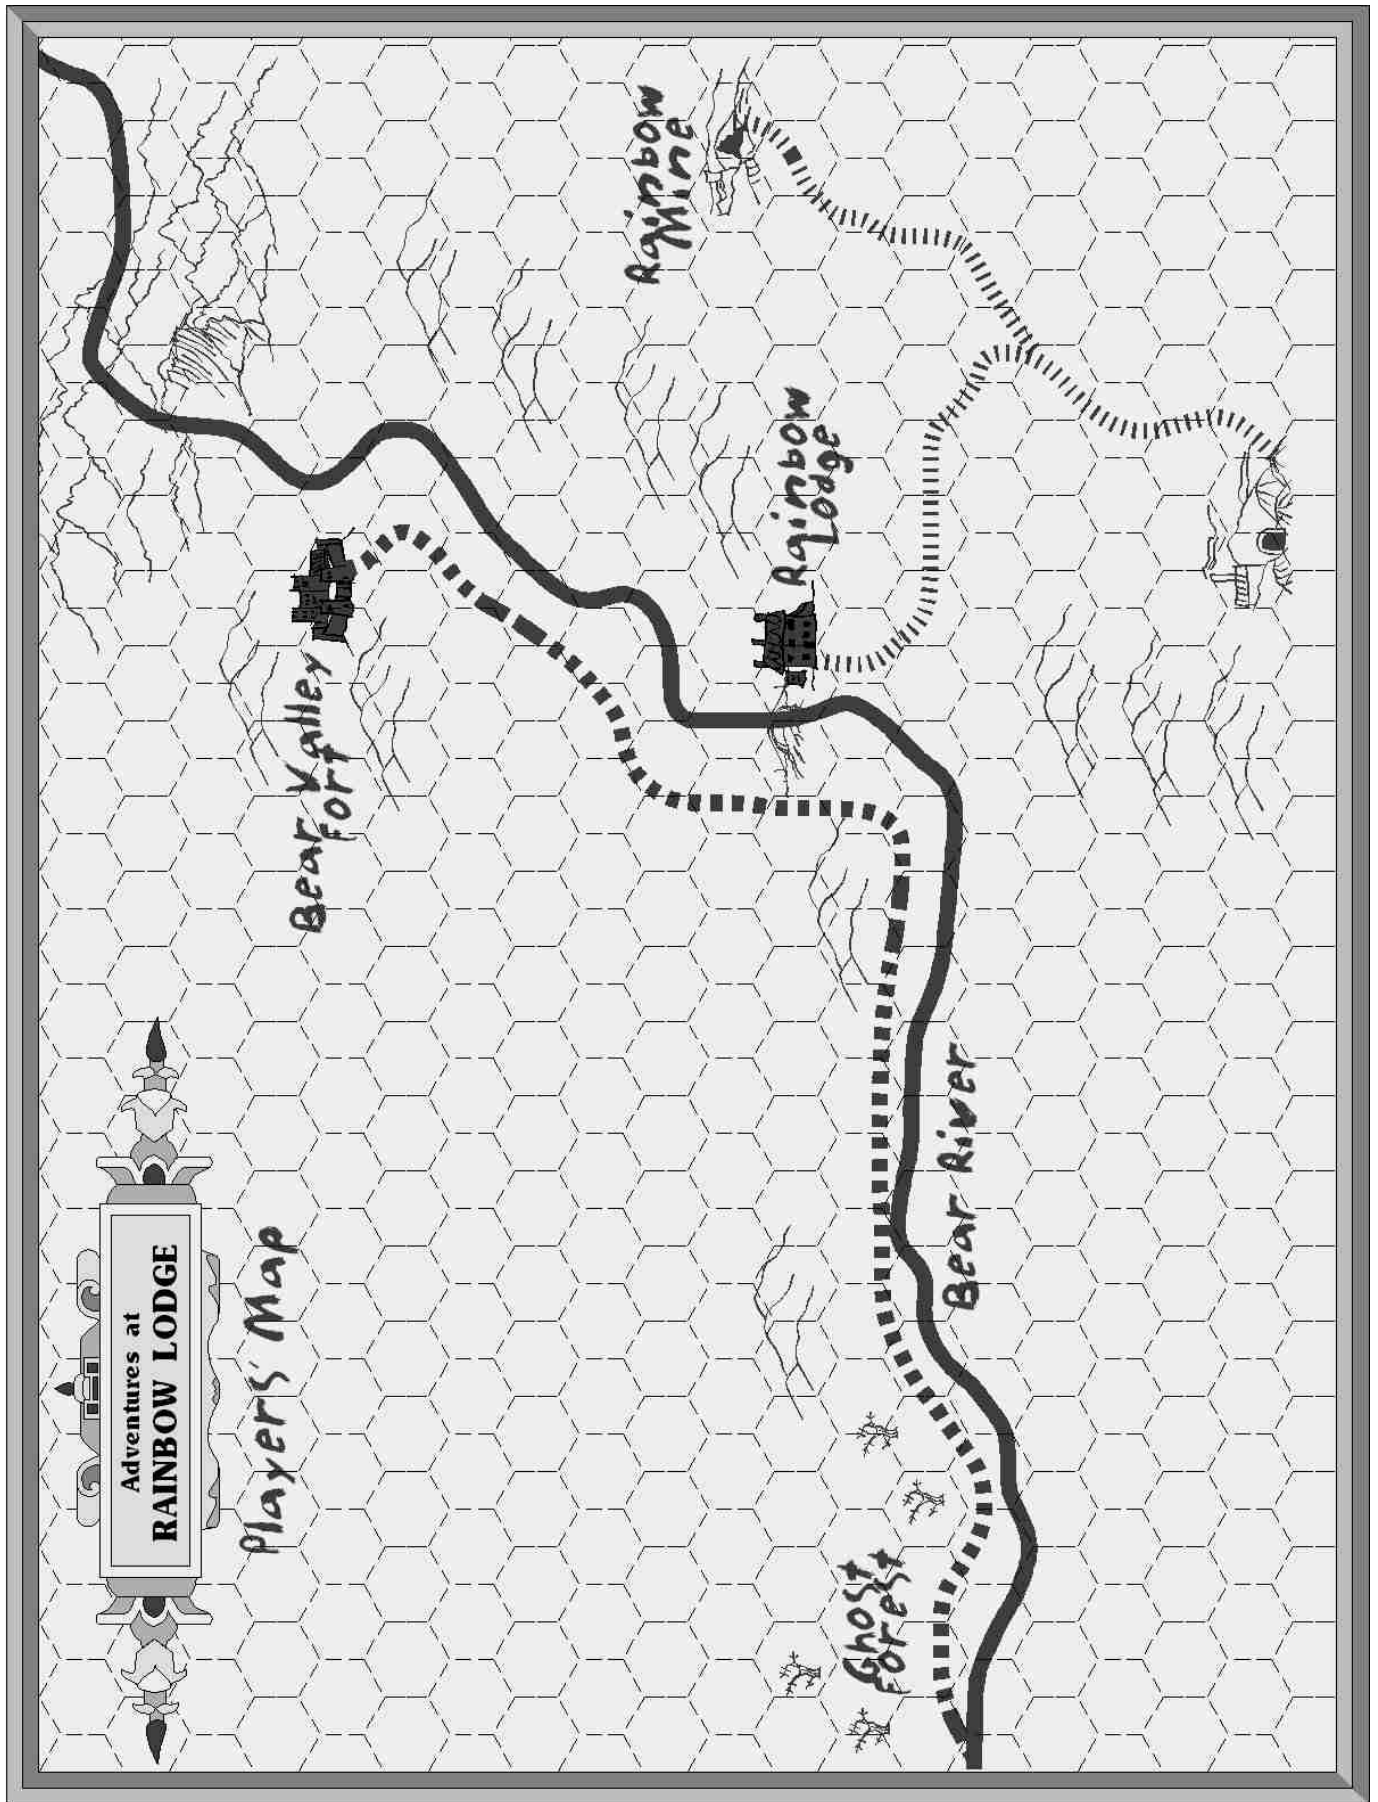 Adventures at
RAINBOW LODGE
Players' Map
Bear Valley
Fort
Rainbow
Mine
Rainbow
Lodge
Ghost
Forest
Bear River